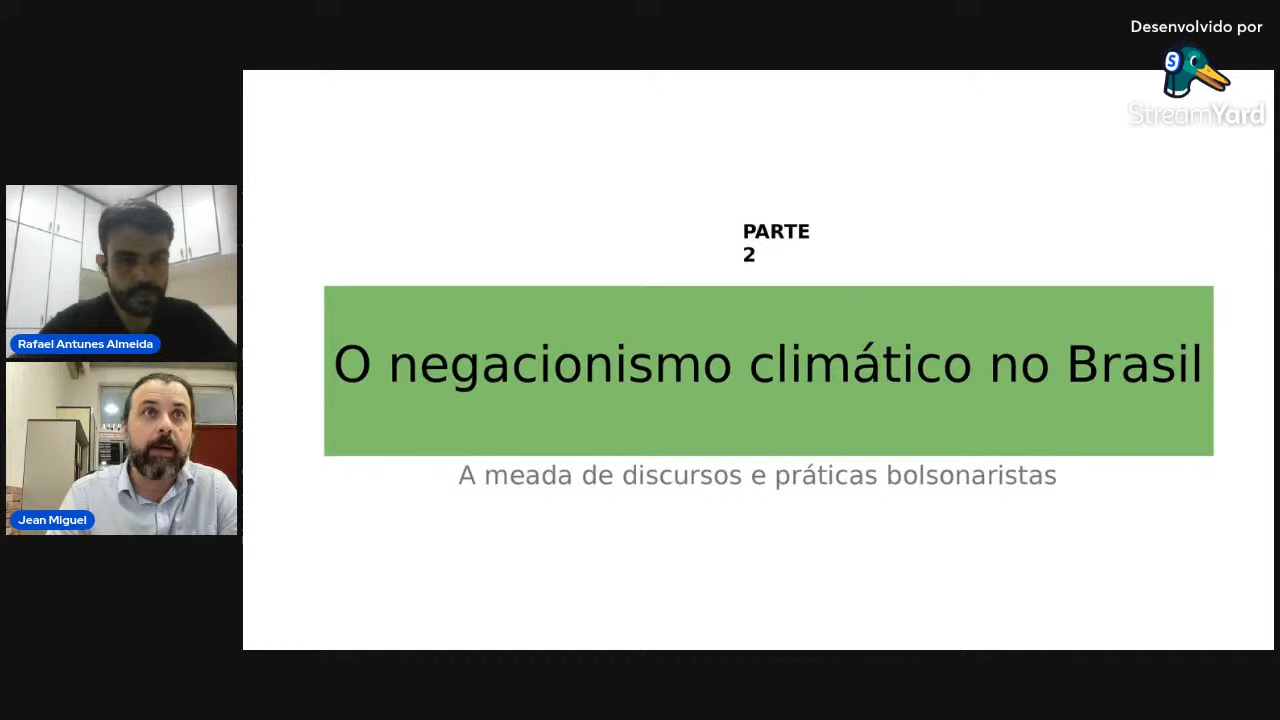 Desenvolvido por
S
StreamYard
PARTE
2
O negacionismo climático no Brasil
A meada de discursos e práticas bolsonaristas
Rafael Antunes Almeida
Jean Miguel